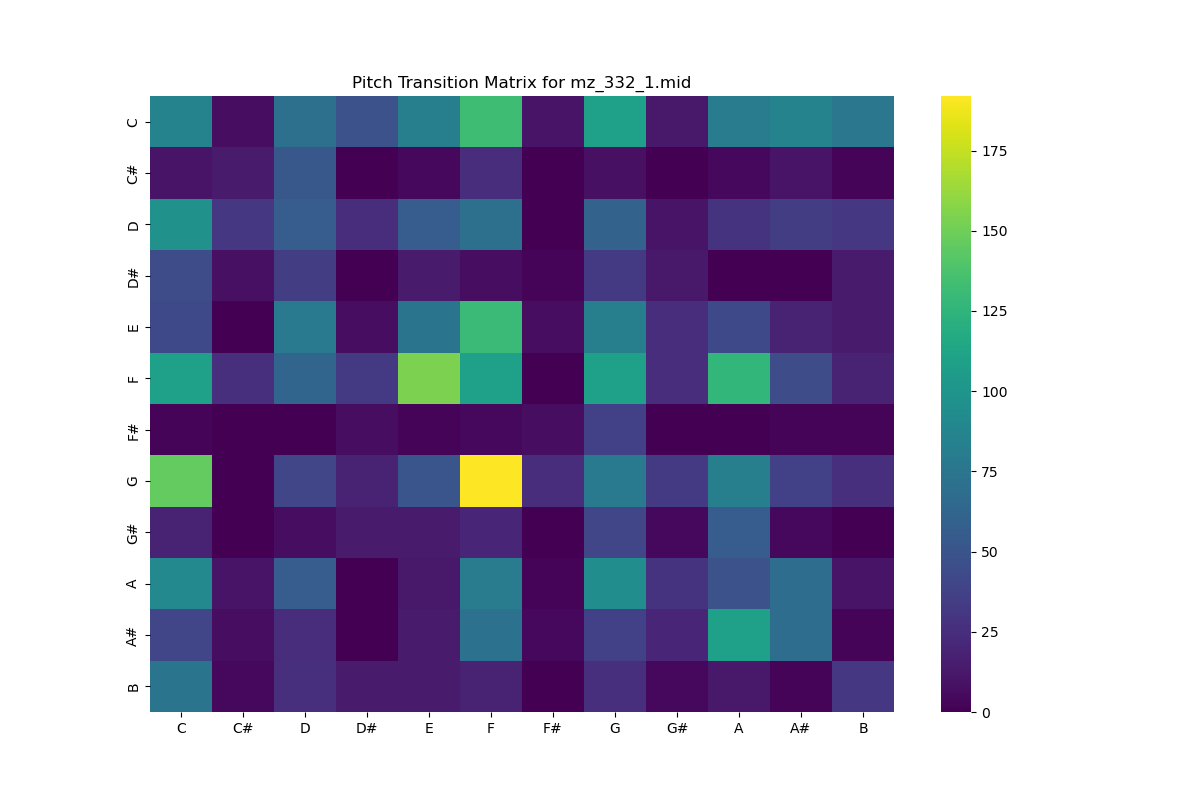 Pitch Transition Matrix for mz_332_1.mid
C
C#
D
D#
E
F
F#
G
G#
A
A#
B
C C# D D# E F F# G G# A A# B
175
150
125
100
75
50
25
0